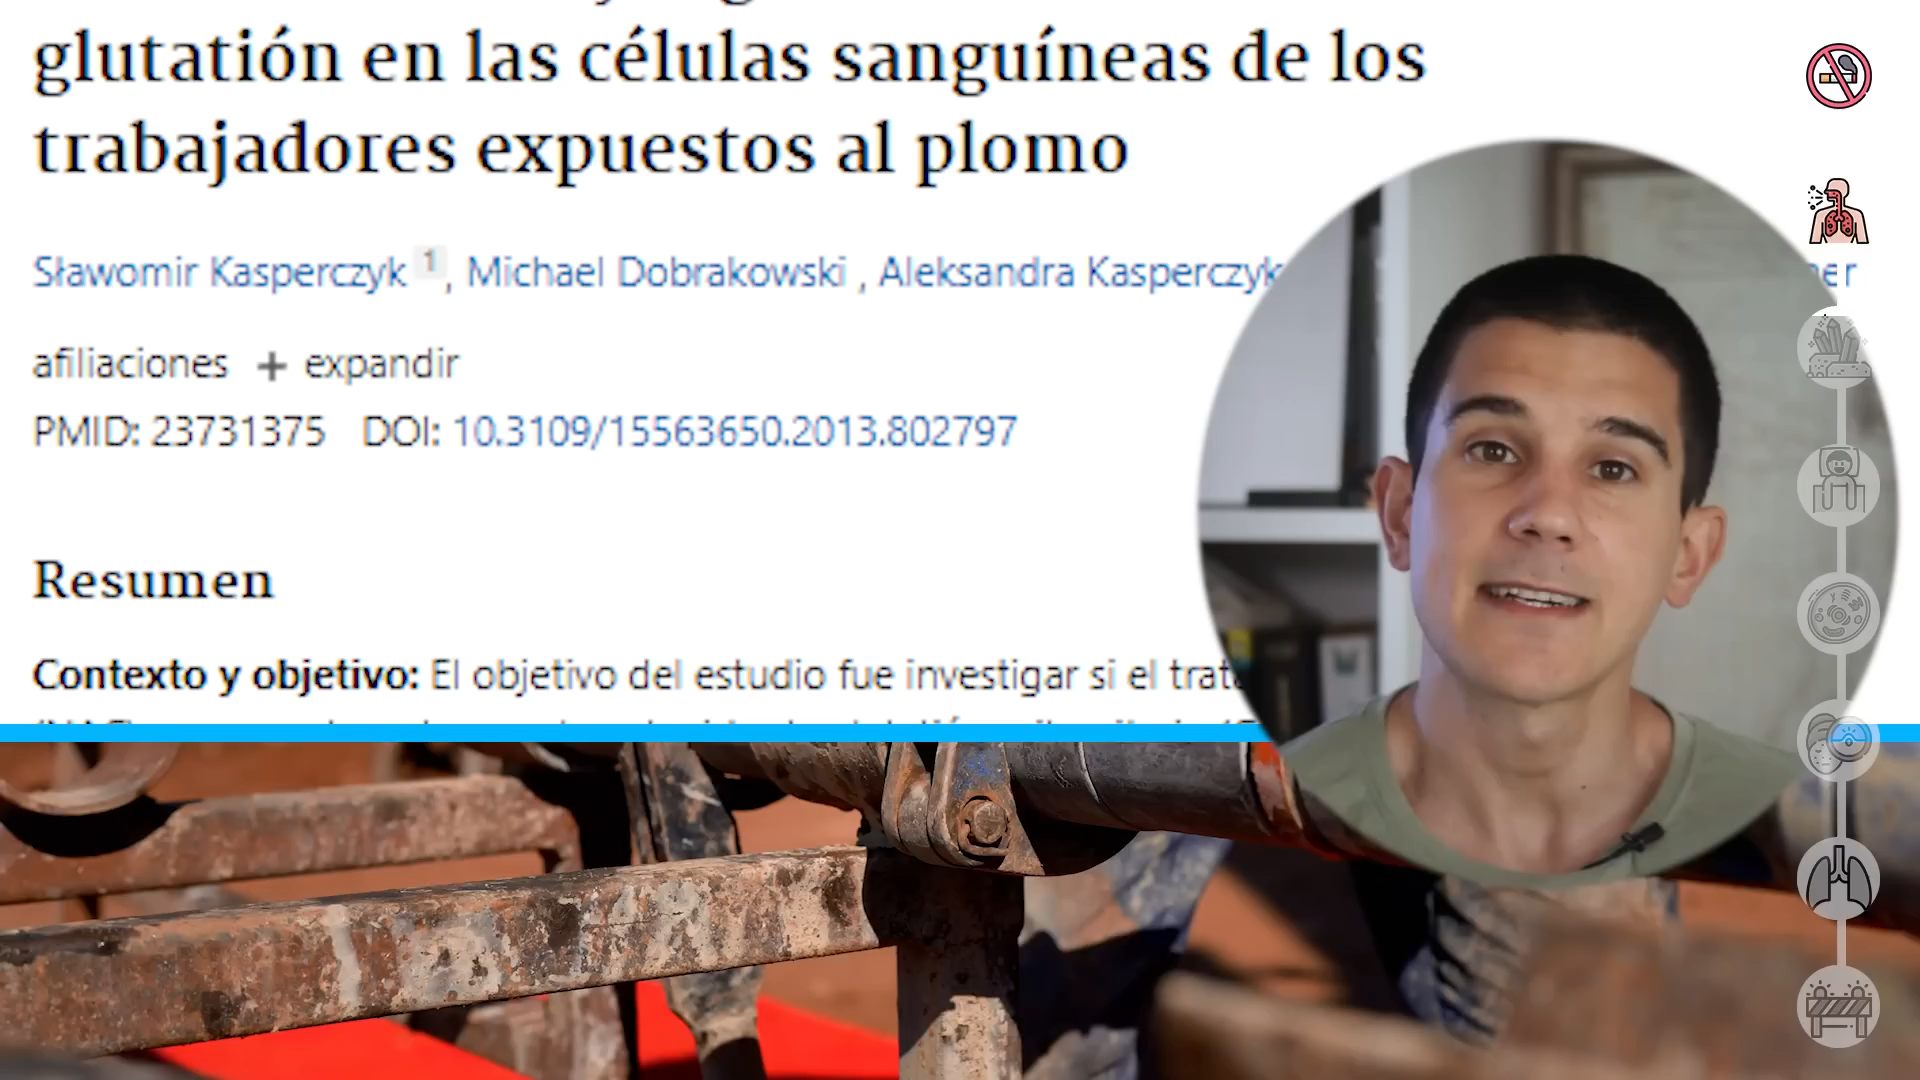 glutatión en las células sanguíneas de los
trabajadores expuestos al plomo
Sławomir Kasperczyk 1, Michael Dobrakowski , Aleksandra Kasperczyk
afiliaciones + expandir
PMID: 23731375 DOI: 10.3109/15563650.2013.802797
Resumen
Contexto y objetivo: El objetivo del estudio fue investigar si el